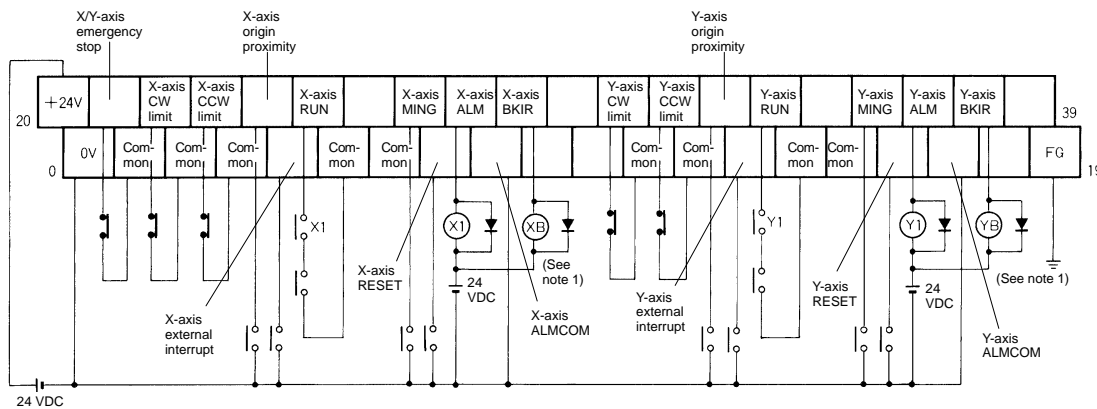 X/Y-axis
emergency
stop
X-axis
origin
proximity
Y-axis
origin
proximity
20
+24V
X-axis
CW
limit
X-axis
CCW
limit
X-axis
RUN
X-axis
MING
X-axis
ALM
X-axis
BKIR
Y-axis
CW
limit
Y-axis
CCW
limit
Y-axis
RUN
Y-axis
MING
Y-axis
ALM
Y-axis
BKIR
39
0
0V
Com-
mon
Com-
mon
Com-
mon
Com-
mon
Com-
mon
Com-
mon
Com-
mon
Com-
mon
Com-
mon
FG
19
X1
X1
XB
Y1
Y1
YB
(See
note 1)
(See note 1)
X-axis
RESET
24
VDC
Y-axis
RESET
24
VDC
X-axis
external
interrupt
X-axis
ALMCOM
Y-axis
external
interrupt
Y-axis
ALMCOM
24 VDC